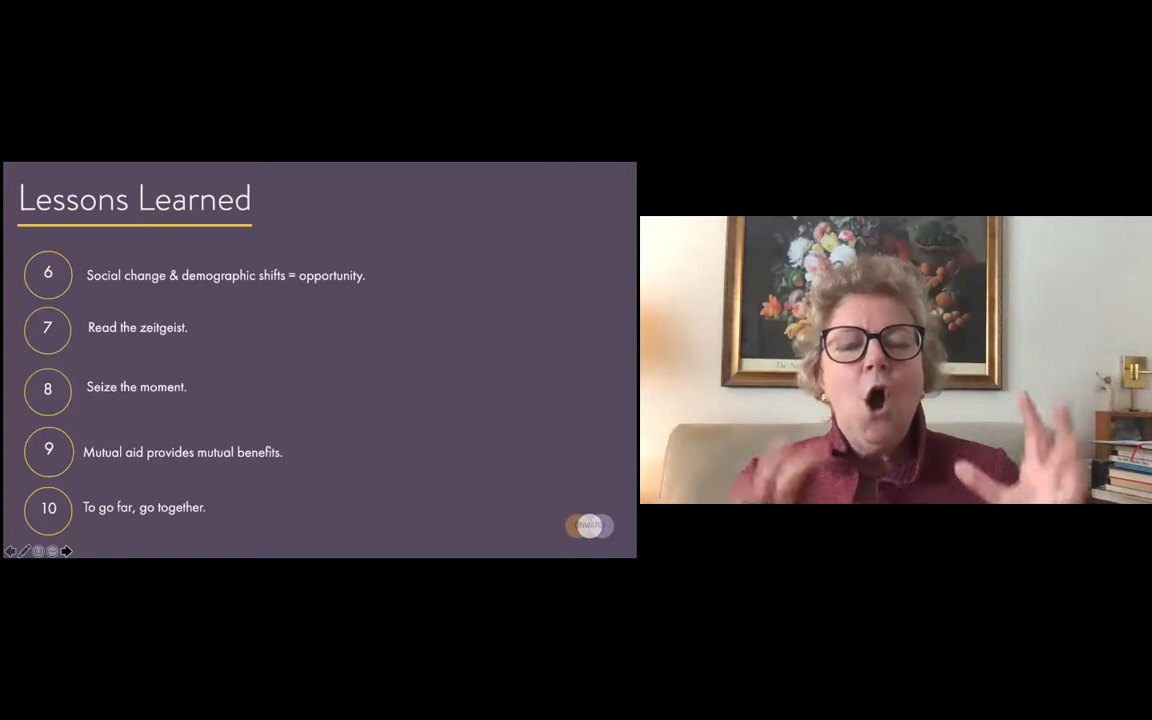 Lessons Learned
6
Social change & demographic shifts = opportunity.
7
Read the zeitgeist.
8
Seize the moment.
9
Mutual aid provides mutual benefits.
10
To go far, go together.
ONWARD